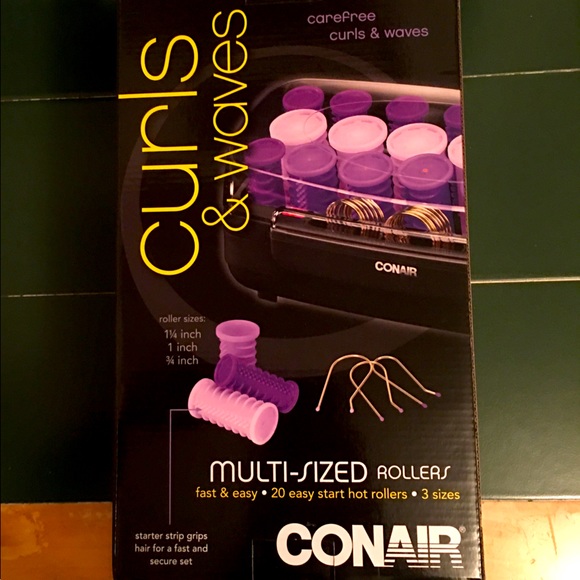 carefree
curls & waves
curls
& waves
CONAIR
roller sizes:
1¼ inch
1 inch
¾ inch
MULTI-SIZED ROLLERS
fast & easy • 20 easy start hot rollers • 3 sizes
starter strip grips
hair for a fast and
secure set
CONAIR®